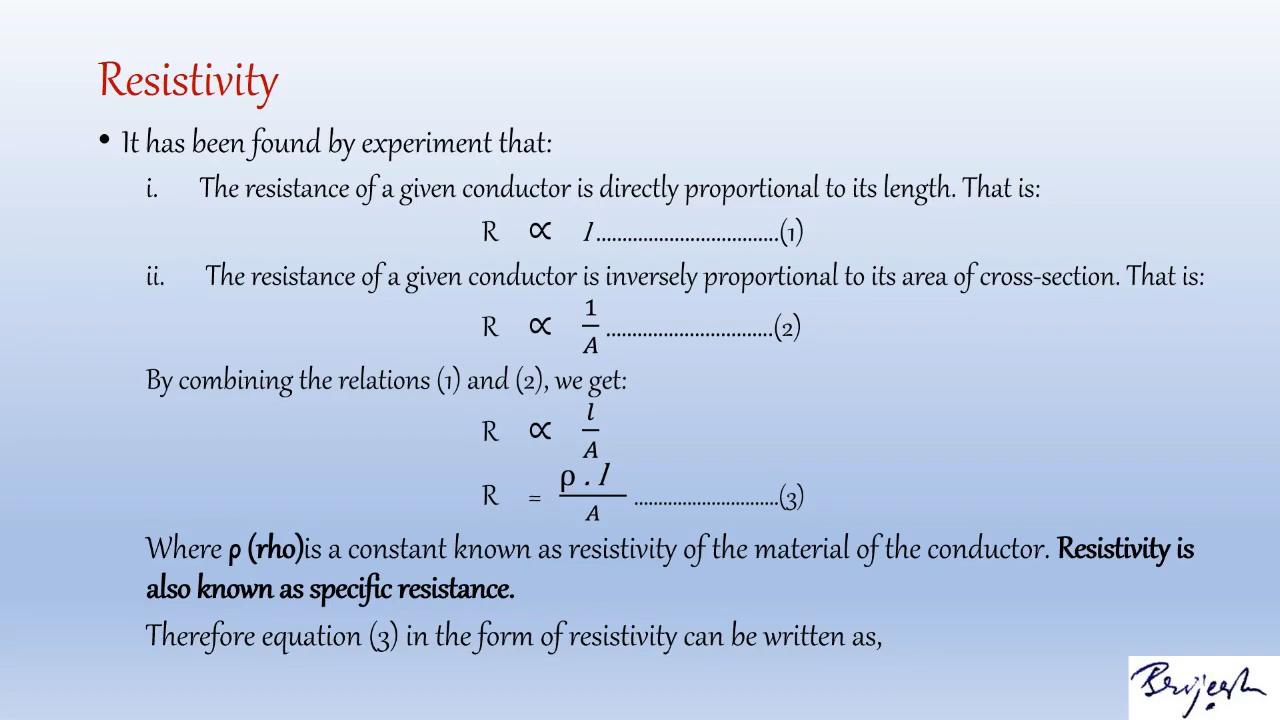 Resistivity
• It has been found by experiment that:
i. The resistance of a given conductor is directly proportional to its length. That is:
R ∝ l ...................................(1)
ii. The resistance of a given conductor is inversely proportional to its area of cross-section. That is:
R ∝ 1/A ................................(2)
By combining the relations (1) and (2), we get:
R ∝ l/A
R = ρ . l/A ............................(3)
Where ρ (rho)is a constant known as resistivity of the material of the conductor. Resistivity is
also known as specific resistance.
Therefore equation (3) in the form of resistivity can be written as,
Brijesh